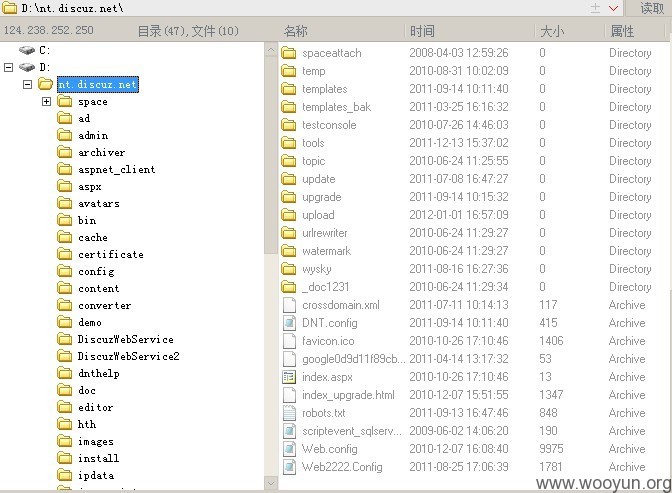 D:\nt.discuz.net\ 读取
124.238.252.250 目录(47),文件(10) 名称 时间 大小 属性
C:
D:
nt.discuz.net
space
ad
admin
archiver
aspnet_client
aspx
avatars
bin
cache
certificate
config
content
converter
demo
DiscuzWebService
DiscuzWebService2
dnthelp
doc
editor
hth
images
install
ipdata
spaceattach 2008-04-03 12:59:26 0 Directory
temp 2010-08-31 10:02:09 0 Directory
templates 2011-09-14 10:11:40 0 Directory
templates_bak 2011-03-25 16:16:32 0 Directory
testconsole 2010-07-26 14:46:03 0 Directory
tools 2011-12-13 15:37:02 0 Directory
topic 2010-06-24 11:25:55 0 Directory
update 2011-07-08 16:47:27 0 Directory
upgrade 2011-09-14 10:15:32 0 Directory
upload 2012-01-01 16:57:09 0 Directory
urlrewriter 2010-06-24 11:29:27 0 Directory
watermark 2010-06-24 11:29:27 0 Directory
wysky 2011-08-16 16:27:36 0 Directory
_doc1231 2010-06-24 11:29:34 0 Directory
crossdomain.xml 2011-07-11 10:14:13 117 Archive
DNT.config 2011-09-14 10:11:40 415 Archive
favicon.ico 2010-10-26 17:10:46 1406 Archive
google0d9d11f89cb... 2011-04-14 13:17:32 53 Archive
index.aspx 2010-10-26 17:10:46 13 Archive
index_upgrade.html 2010-12-07 15:51:55 1347 Archive
robots.txt 2011-09-13 16:47:46 848 Archive
scriptevent_sqlserv... 2009-06-02 14:06:20 190 Archive
Web.config 2010-12-07 16:08:40 9975 Archive
Web2222.Config 2011-08-25 17:06:39 1781 Archive
www.wooyun.org